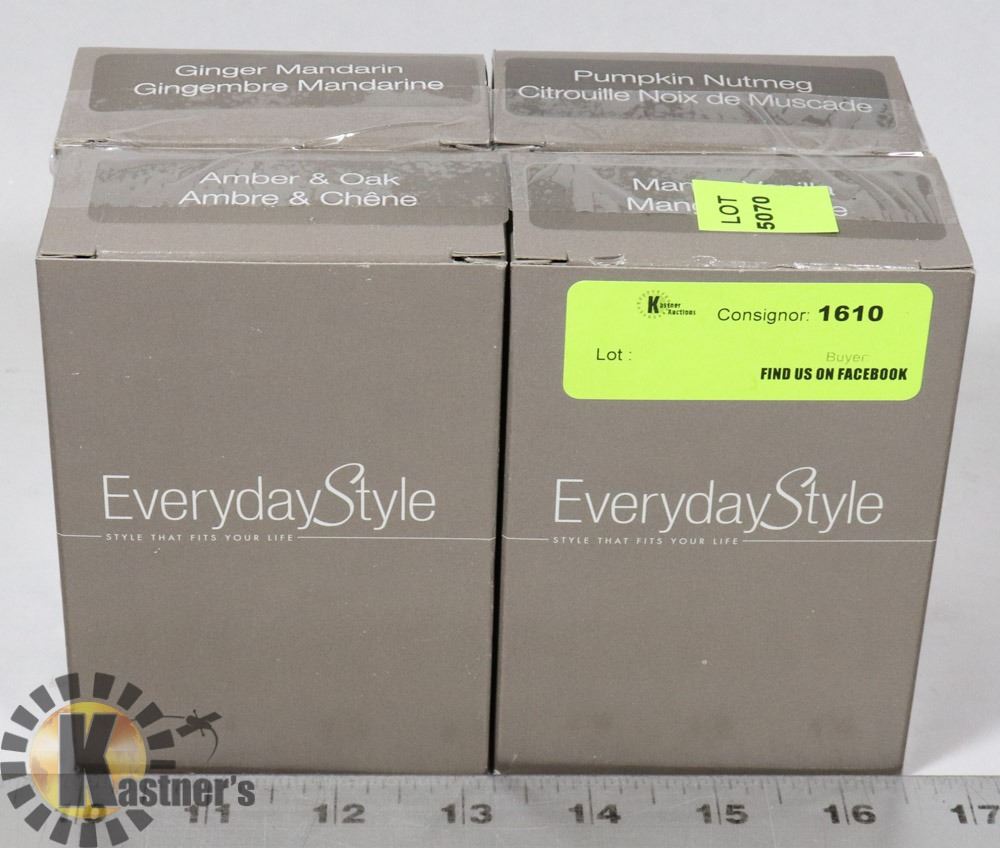 Ginger Mandarin
Gingembre Mandarine
Pumpkin Nutmeg
Citrouille Noix de Muscade
Amber & Oak
Ambre & Chêne
LOT
5070
Kastner
Auctions
Consignor: 1610
Lot :
Buyer:
FIND US ON FACEBOOK
EverydayStyle
STYLE THAT FITS YOUR LIFE
EverydayStyle
STYLE THAT FITS YOUR LIFE
Kastner's
11 12 13 14 15 16 17